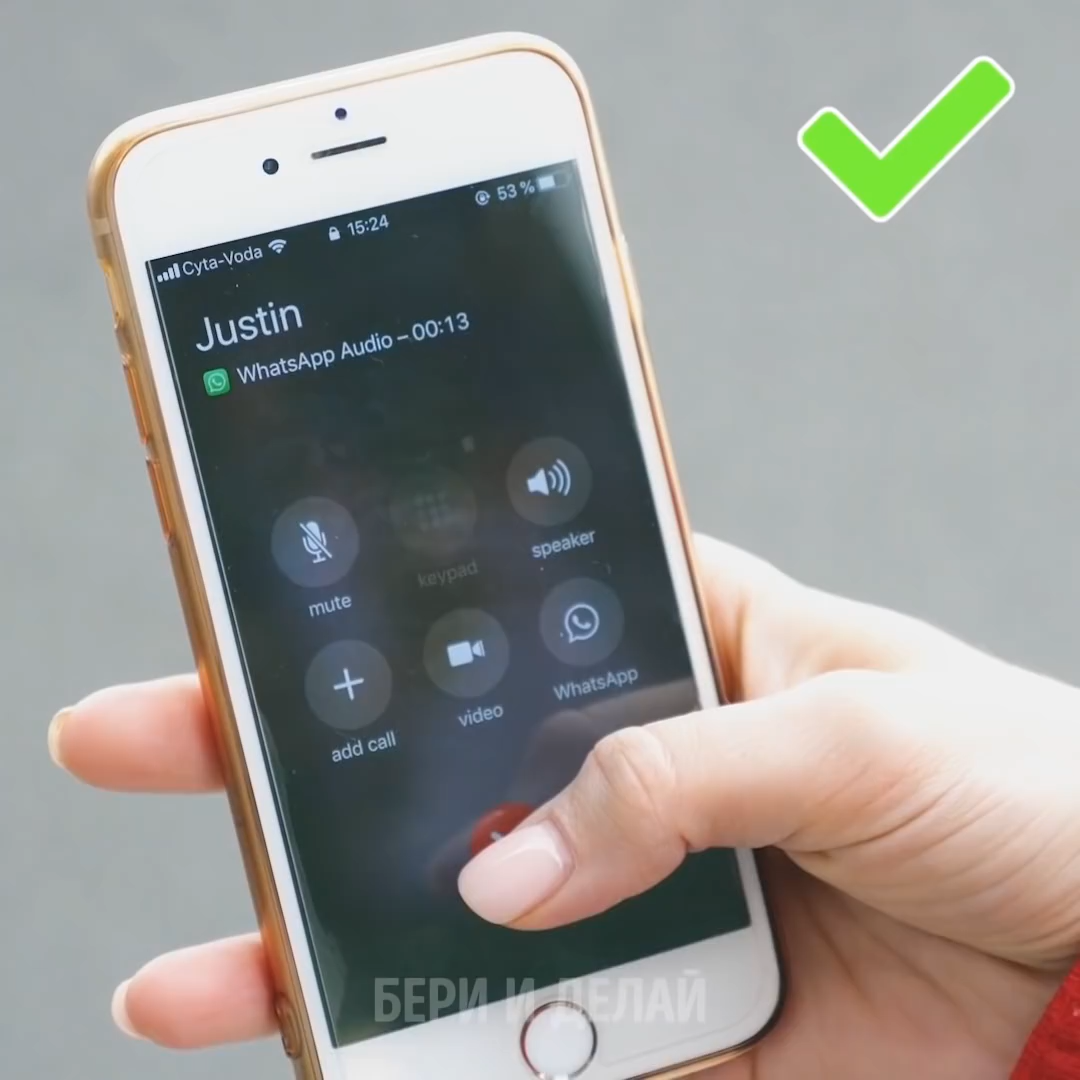 Cyta-Voda 15:24 53 %
Justin
WhatsApp Audio – 00:13
mute keypad speaker
add call video WhatsApp
БЕРИ И ДЕЛАЙ